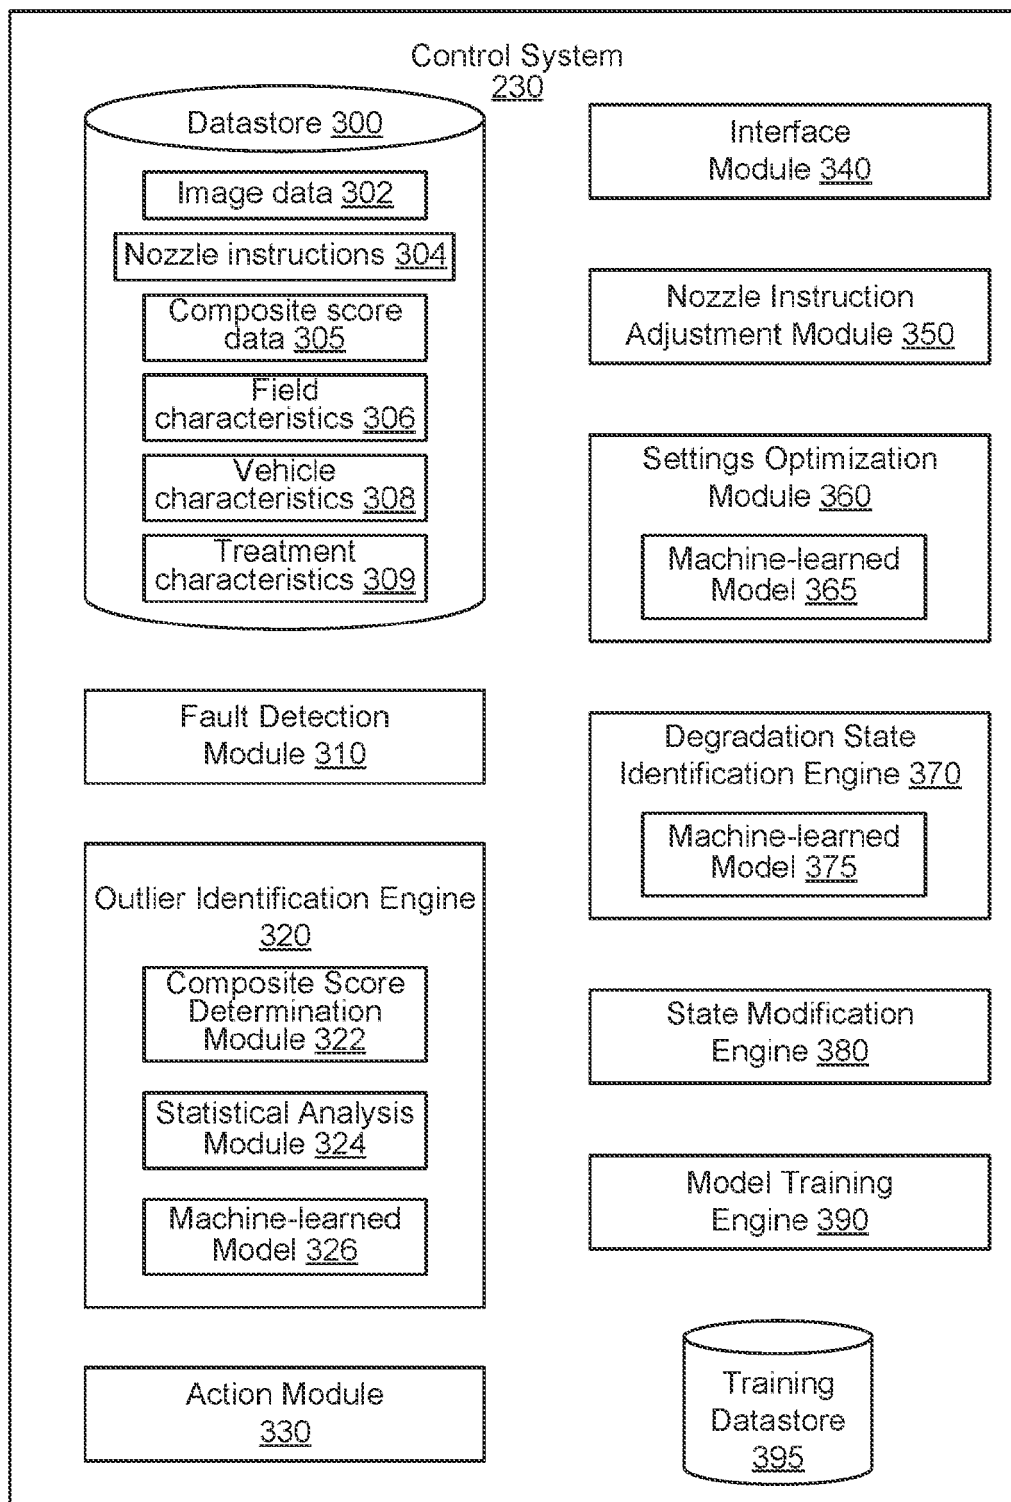 Control System
230
Datastore 300
Image data 302
Nozzle instructions 304
Composite score
data 305
Field
characteristics 306
Vehicle
characteristics 308
Treatment
characteristics 309
Fault Detection
Module 310
Outlier Identification Engine
320
Composite Score
Determination
Module 322
Statistical Analysis
Module 324
Machine-learned
Model 326
Action Module
330
Interface
Module 340
Nozzle Instruction
Adjustment Module 350
Settings Optimization
Module 360
Machine-learned
Model 365
Degradation State
Identification Engine 370
Machine-learned
Model 375
State Modification
Engine 380
Model Training
Engine 390
Training
Datastore
395